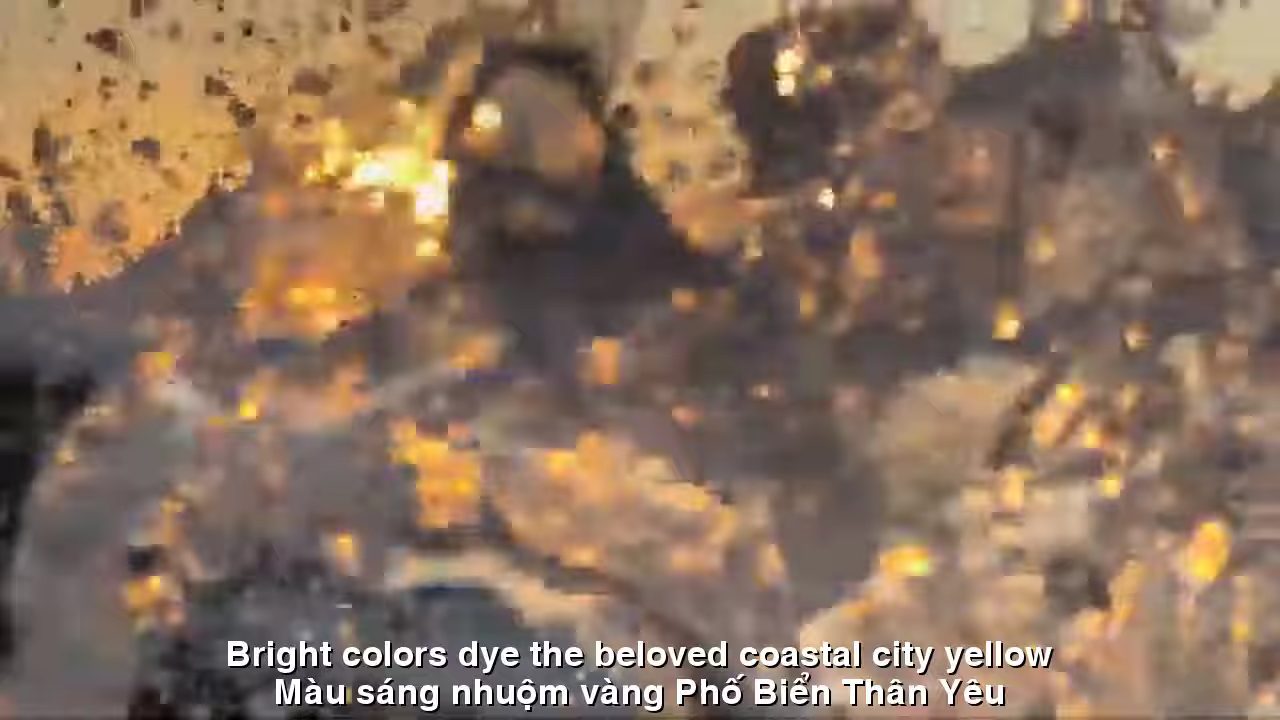 Bright colors dye the beloved coastal city yellow
Màu sáng nhuộm vàng Phố Biển Thân Yêu